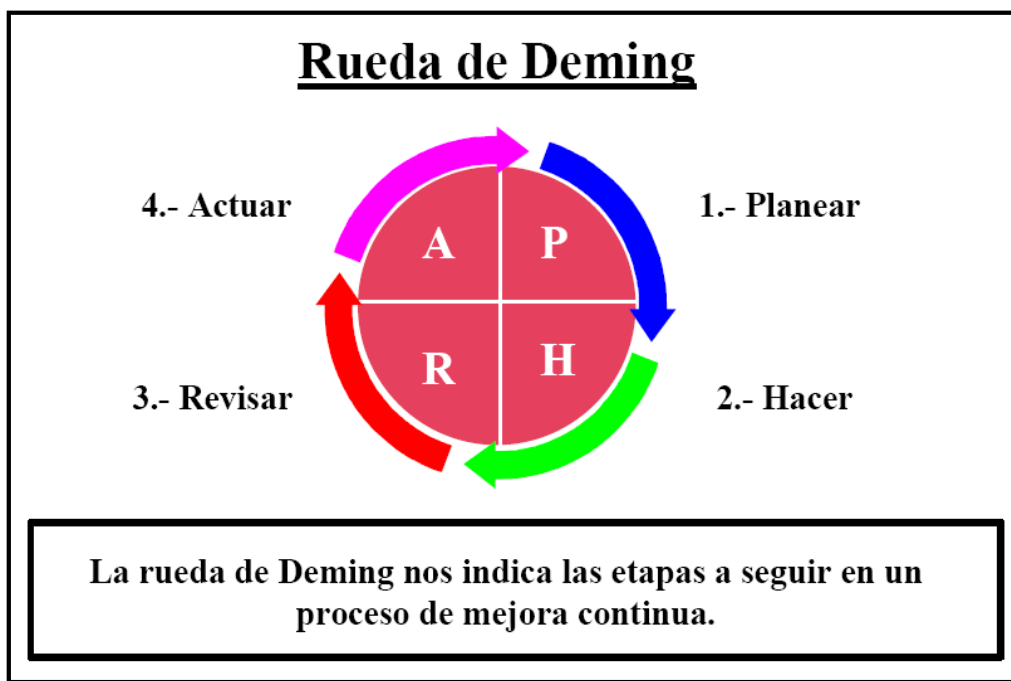 Rueda de Deming
4.- Actuar
1.- Planear
A
P
R
H
3.- Revisar
2.- Hacer
La rueda de Deming nos indica las etapas a seguir en un
proceso de mejora continua.